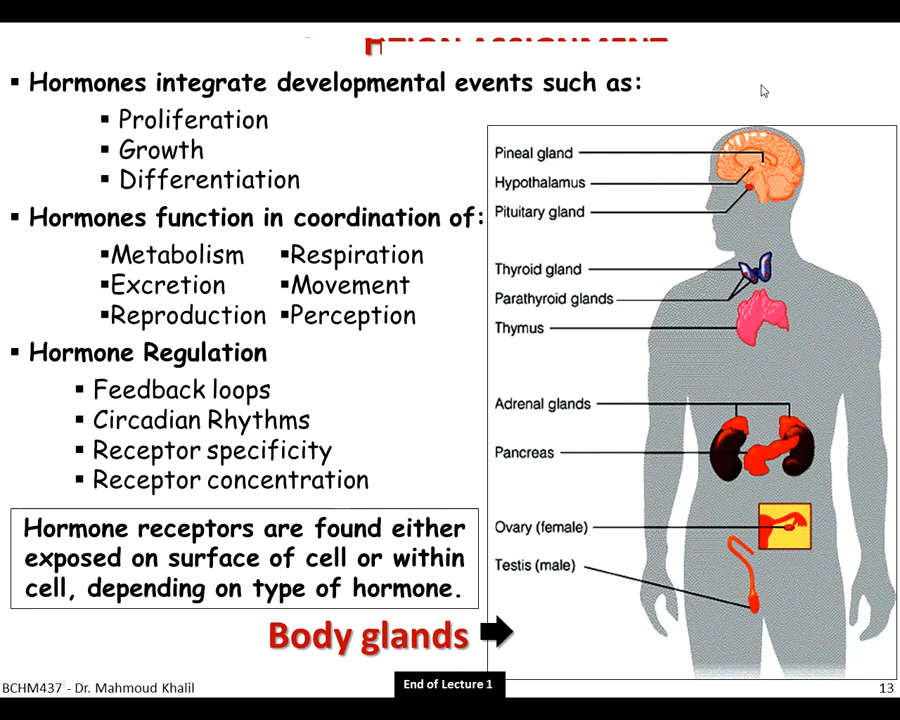 ▪ Hormones integrate developmental events such as:
▪ Proliferation
▪ Growth
▪ Differentiation
▪ Hormones function in coordination of:
▪Metabolism ▪Respiration
▪Excretion ▪Movement
▪Reproduction ▪Perception
▪ Hormone Regulation
▪ Feedback loops
▪ Circadian Rhythms
▪ Receptor specificity
▪ Receptor concentration
Hormone receptors are found either
exposed on surface of cell or within
cell, depending on type of hormone.
Body glands
Pineal gland
Hypothalamus
Pituitary gland
Thyroid gland
Parathyroid glands
Thymus
Adrenal glands
Pancreas
Ovary (female)
Testis (male)
BCHM437 - Dr. Mahmoud Khalil
End of Lecture 1
13